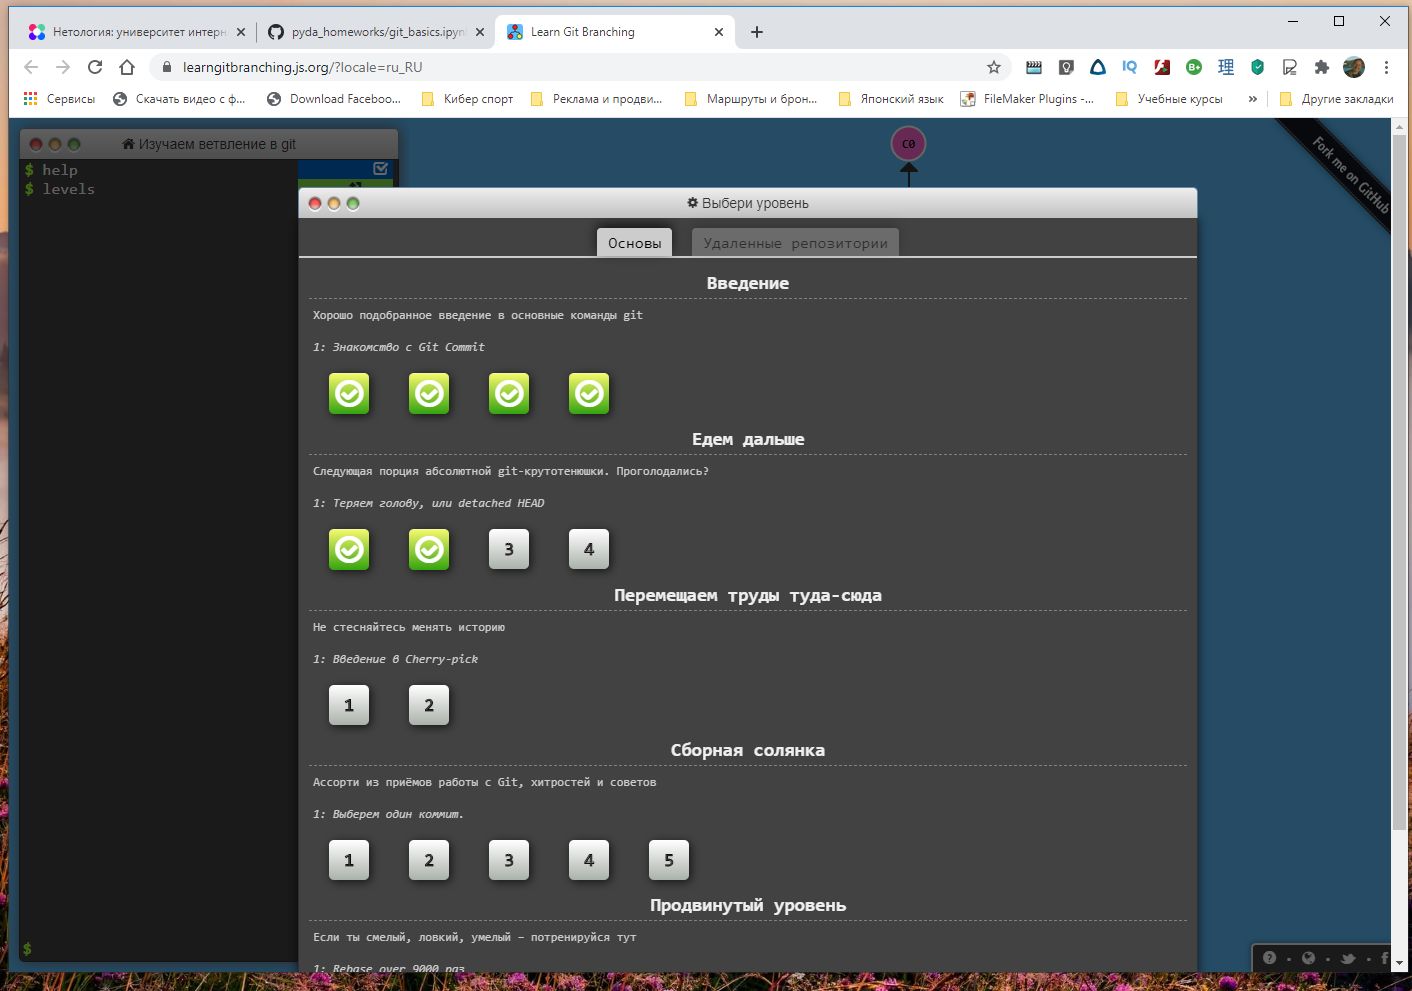 Нетология: университет интерн
pyda_homeworks/git_basics.ipyn
Learn Git Branching
learngitbranching.js.org/?locale=ru_RU
Сервисы
Скачать видео с ф...
Download Faceboo...
Кибер спорт
Реклама и продви...
Маршруты и брон...
Японский язык
FileMaker Plugins -...
Учебные курсы
»
Другие закладки
Изучаем ветвление в git
$ help
$ levels
C0
Fork me on GitHub
Выбери уровень
Основы
Удаленные репозитории
Введение
Хорошо подобранное введение в основные команды git
1: Знакомство с Git Commit
Едем дальше
Следующая порция абсолютной git-крутотенюшки. Проголодались?
1: Теряем голову, или detached HEAD
3 4
Перемещаем труды туда-сюда
Не стесняйтесь менять историю
1: Введение в Cherry-pick
1 2
Сборная солянка
Ассорти из приёмов работы с Git, хитростей и советов
1: Выберем один коммит.
1 2 3 4 5
Продвинутый уровень
Если ты смелый, ловкий, умелый – потренируйся тут
1: Rebase over 9000 раз
$